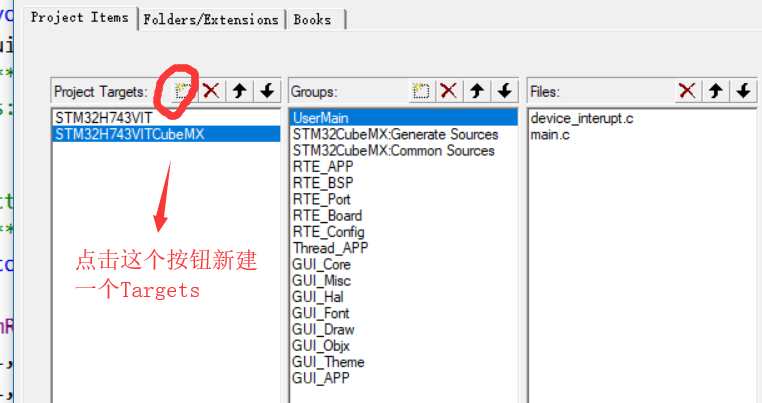 Project Items
Folders/Extensions
Books
Project Targets:
Groups:
Files:
STM32H743VIT
STM32H743VITCubeMX
UserMain
STM32CubeMX:Generate Sources
STM32CubeMX:Common Sources
RTE_APP
RTE_BSP
RTE_Port
RTE_Board
RTE_Config
Thread_APP
GUI_Core
GUI_Misc
GUI_Hal
GUI_Font
GUI_Draw
GUI_Objx
GUI_Theme
GUI_APP
device_interupt.c
main.c
点击这个按钮新建
一个Targets